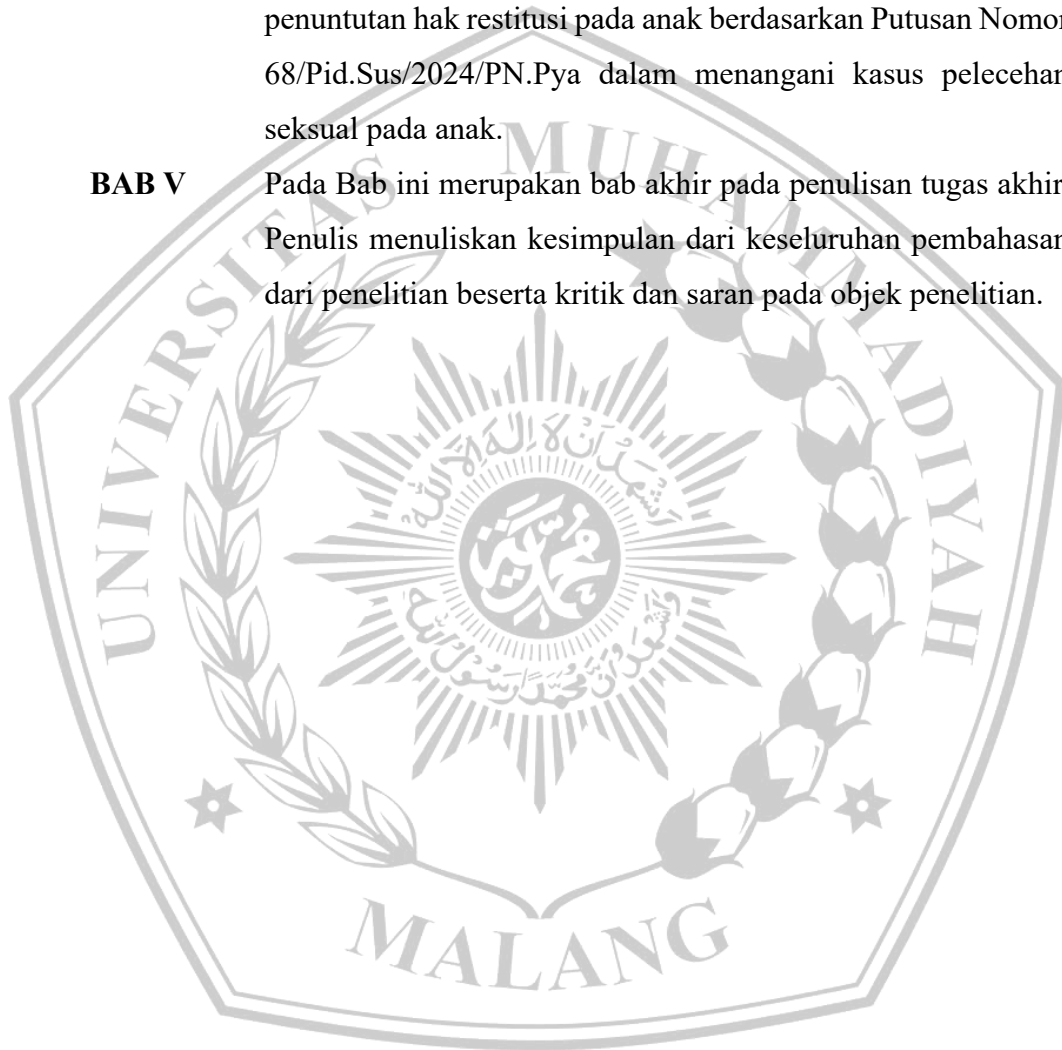 penuntutan hak restitusi pada anak berdasarkan Putusan Nomor
68/Pid.Sus/2024/PN.Pya dalam menangani kasus pelecehan
seksual pada anak.
BAB V Pada Bab ini merupakan bab akhir pada penulisan tugas akhir
Penulis menuliskan kesimpulan dari keseluruhan pembahasan
dari penelitian beserta kritik dan saran pada objek penelitian.
UNIVERSITAS MUHAMMADIYAH
MALANG